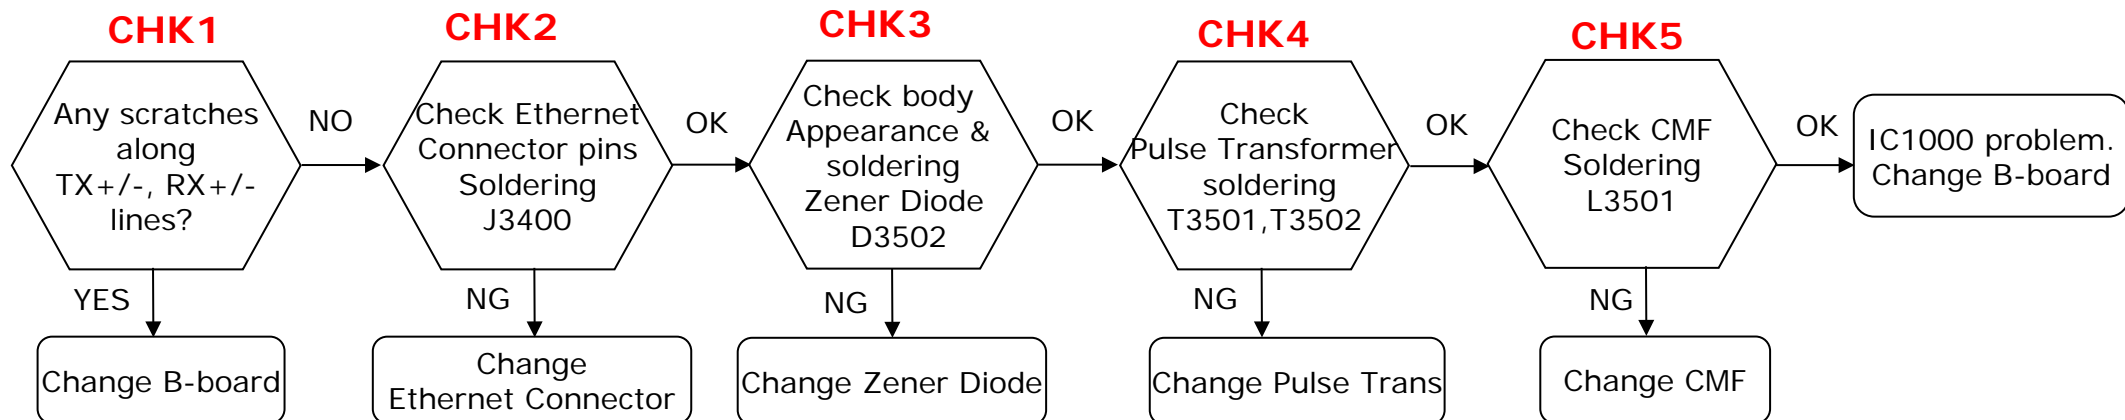 CHK1
Any scratches
along
TX+/-, RX+/-
lines?
NO
YES
Change B-board
CHK2
Check Ethernet
Connector pins
Soldering
J3400
OK
NG
Change
Ethernet Connector
CHK3
Check body
Appearance &
soldering
Zener Diode
D3502
OK
NG
Change Zener Diode
CHK4
Check
Pulse Transformer
soldering
T3501,T3502
OK
NG
Change Pulse Trans
CHK5
Check CMF
Soldering
L3501
OK
NG
Change CMF
IC1000 problem.
Change B-board